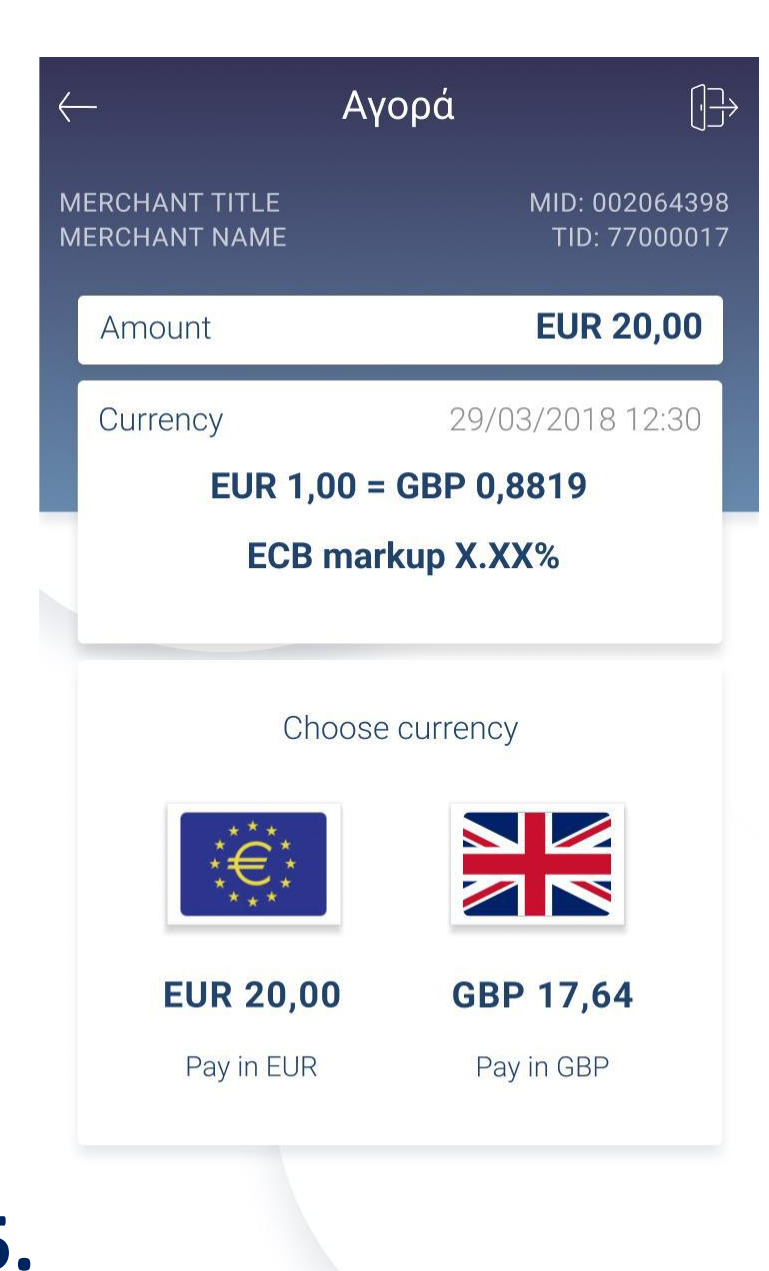 Αγορά
MERCHANT TITLE MID: 002064398
MERCHANT NAME TID: 77000017
Amount EUR 20,00
Currency 29/03/2018 12:30
EUR 1,00 = GBP 0,8819
ECB markup X.XX%
Choose currency
€
EUR 20,00 GBP 17,64
Pay in EUR Pay in GBP